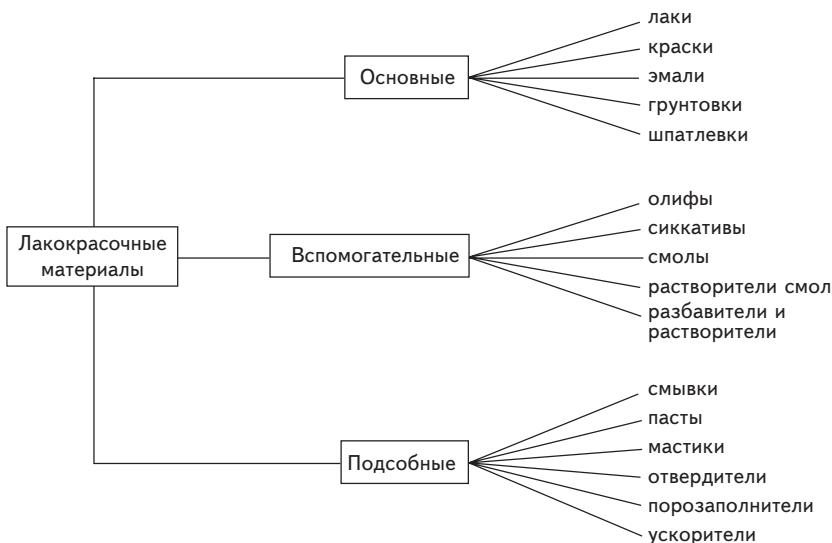 Лакокрасочные
материалы
Основные
лаки
краски
эмали
грунтовки
шпатлевки
Вспомогательные
олифы
сиккативы
смолы
растворители смол
разбавители и
растворители
Подсобные
смывки
пасты
мастики
отвердители
порозаполнители
ускорители